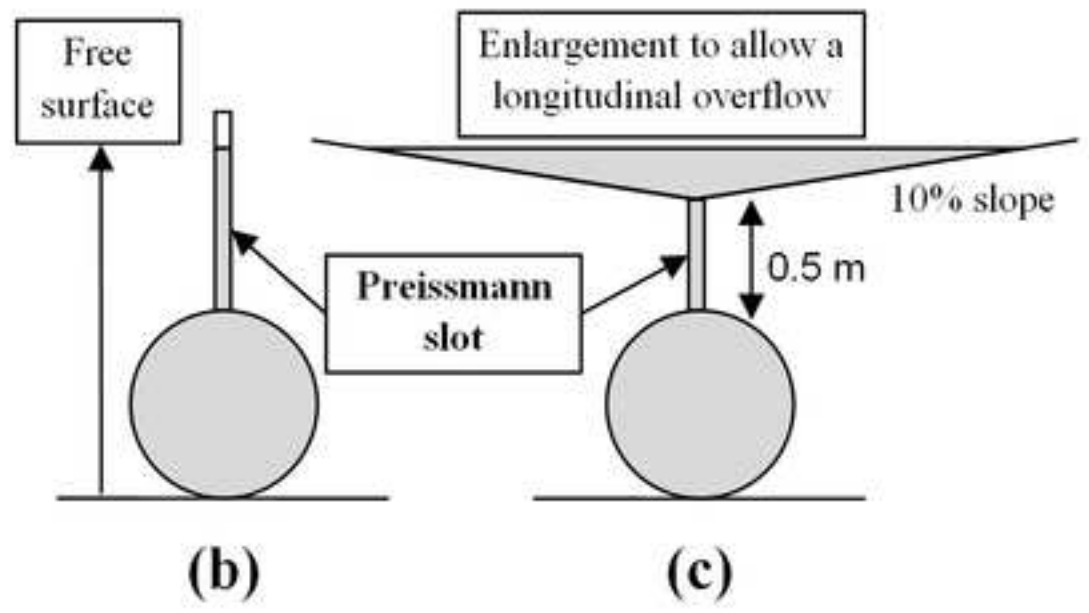 Free
surface
Enlargement to allow a
longitudinal overflow
10% slope
0.5 m
Preissmann
slot
(b)
(c)